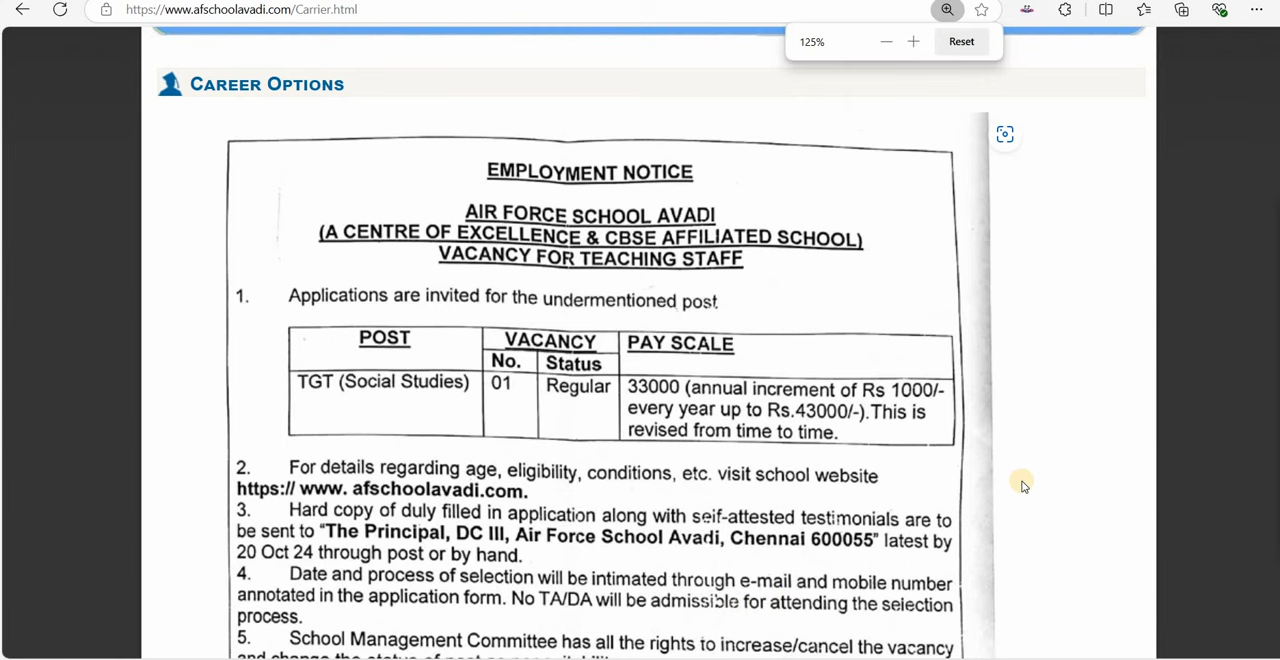 https://www.afschoolavadi.com/Carrier.html
125%
Reset
CAREER OPTIONS
EMPLOYMENT NOTICE
AIR FORCE SCHOOL AVADI
(A CENTRE OF EXCELLENCE & CBSE AFFILIATED SCHOOL)
VACANCY FOR TEACHING STAFF
1. Applications are invited for the undermentioned post
POST VACANCY PAY SCALE
No. Status
TGT (Social Studies) 01 Regular 33000 (annual increment of Rs 1000/-
every year up to Rs.43000/-). This is
revised from time to time.
2. For details regarding age, eligibility, conditions, etc. visit school website
https:// www. afschoolavadi.com.
3. Hard copy of duly filled in application along with self-attested testimonials are to
be sent to "The Principal, DC III, Air Force School Avadi, Chennai 600055" latest by
20 Oct 24 through post or by hand.
4. Date and process of selection will be intimated through e-mail and mobile number
annotated in the application form. No TA/DA will be admissible for attending the selection
process.
5. School Management Committee has all the rights to increase/cancel the vacancy